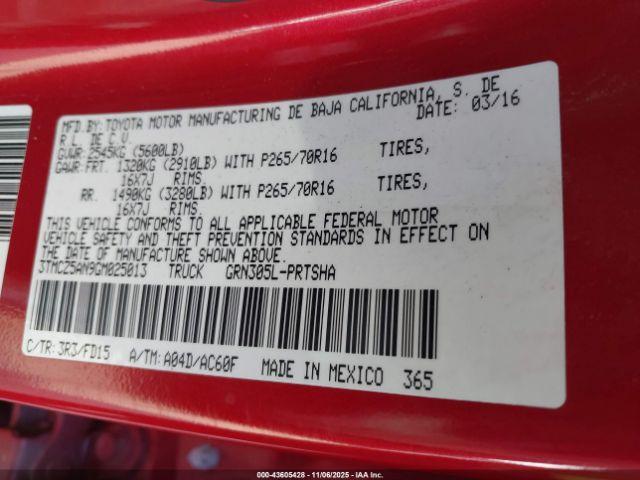 MFD.BY: TOYOTA MOTOR MANUFACTURING DE BAJA CALIFORNIA, S. DE
R.L. DE C.V. DATE: 03/16
GVWR: 2545KG (5600LB)
GAWR: FRT. 1320KG (2910LB) WITH P265/70R16 TIRES,
16X7J RIMS,
RR. 1490KG (3280LB) WITH P265/70R16 TIRES,
16X7J RIMS.
THIS VEHICLE CONFORMS TO ALL APPLICABLE FEDERAL MOTOR
VEHICLE SAFETY AND THEFT PREVENTION STANDARDS IN EFFECT ON
THE DATE OF MANUFACTURE SHOWN ABOVE.
3TMCZ5AN9GM025013 TRUCK GRN305L-PRTSHA
C/TR: 3R3/FD15 A/TM: A04D/AC60F MADE IN MEXICO 365
000-43605428 - 11/06/2025 - IAA Inc.